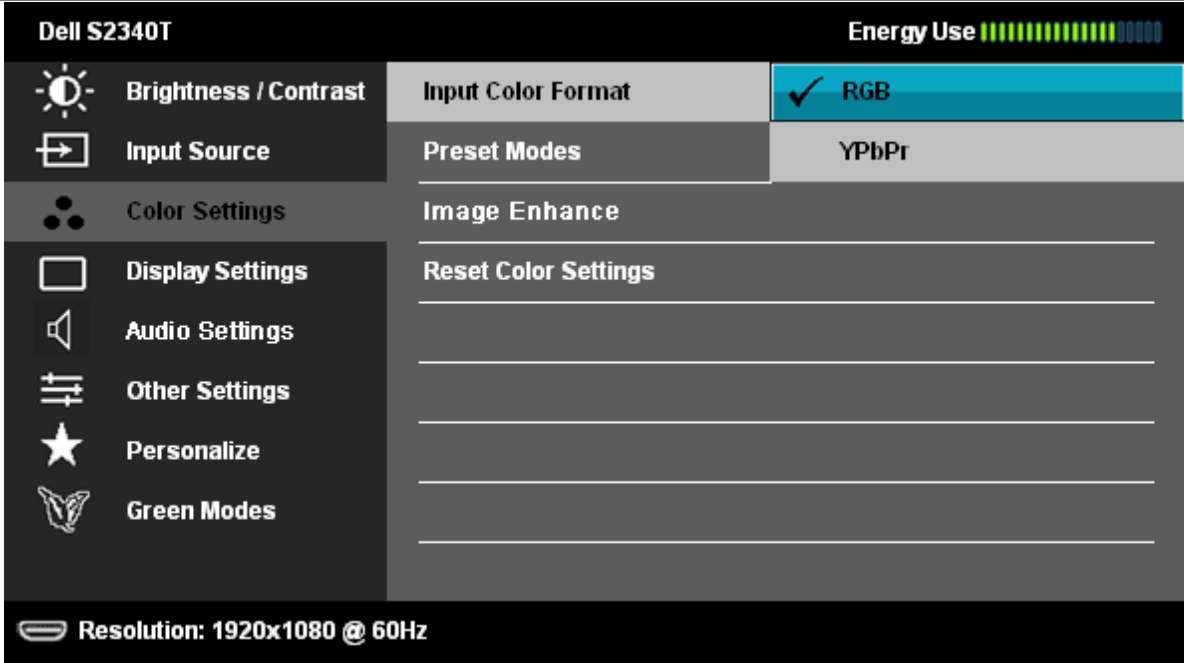 Dell S2340T Energy Use
Brightness / Contrast Input Color Format RGB
Input Source Preset Modes YPbPr
Color Settings Image Enhance
Display Settings Reset Color Settings
Audio Settings
Other Settings
Personalize
Green Modes
Resolution: 1920x1080 @ 60Hz